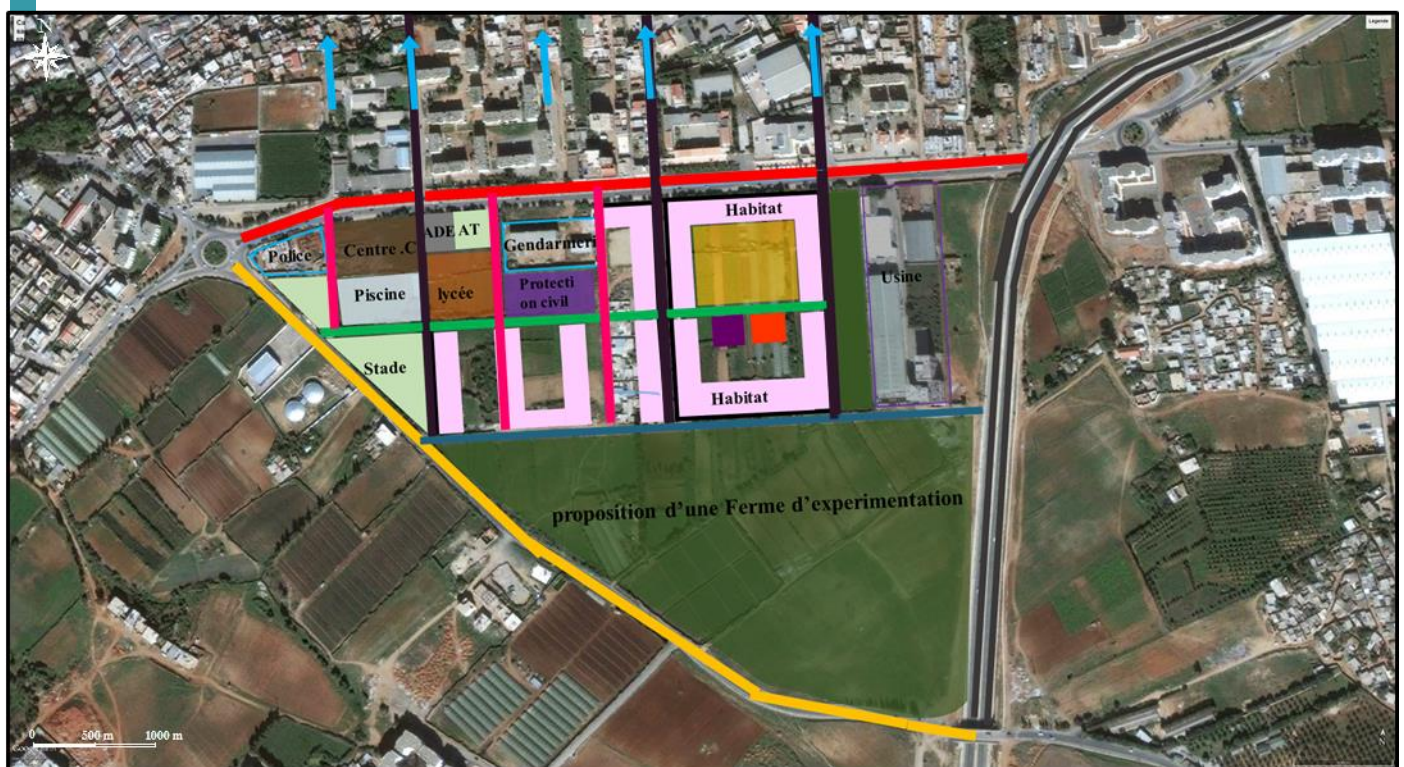 N
Legende
Habitat
ADE AT
Centre .C
Gendarmeri
Police
Usine
Protecti
on civil
Piscine
lycée
Stade
Habitat
proposition d'une Ferme d'experimentation
0 500 m 1000 m
N